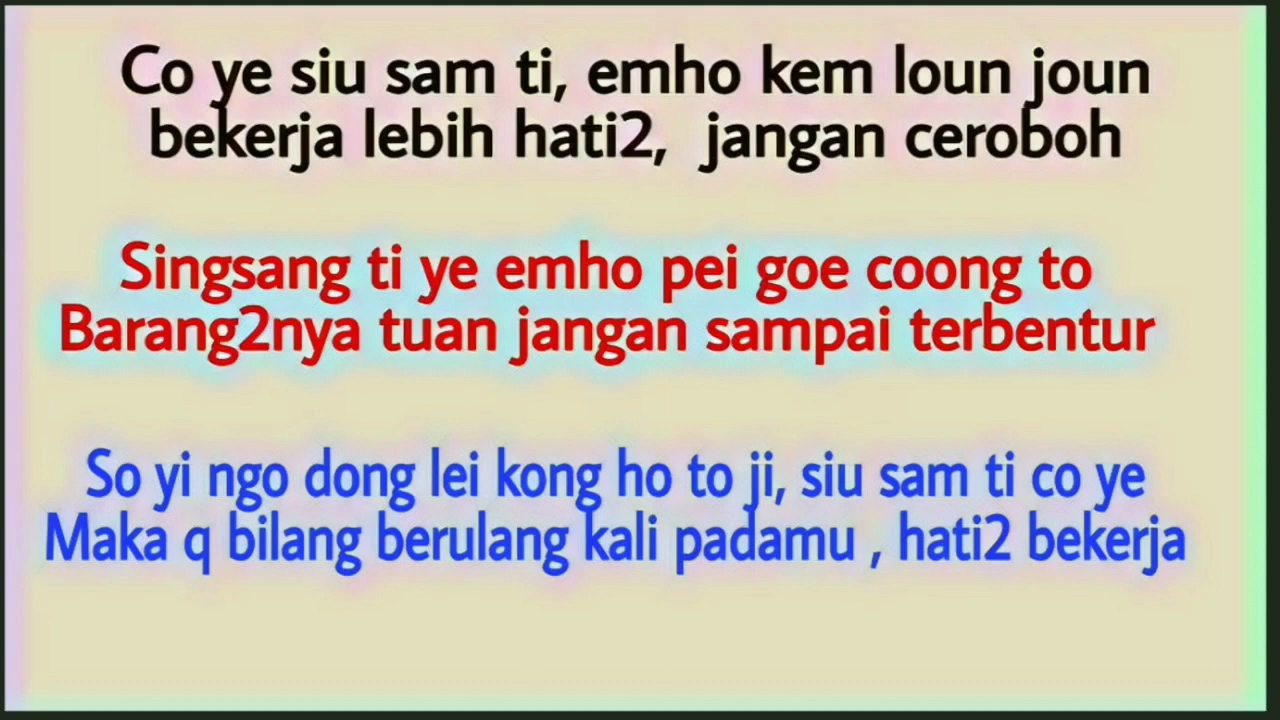 Co ye siu sam ti, emho kem loun joun
bekerja lebih hati2, jangan ceroboh
Singsang ti ye emho pei goe coong to
Barang2nya tuan jangan sampai terbentur
So yi ngo dong lei kong ho to ji, siu sam ti co ye
Maka q bilang berulang kali padamu , hati2 bekerja